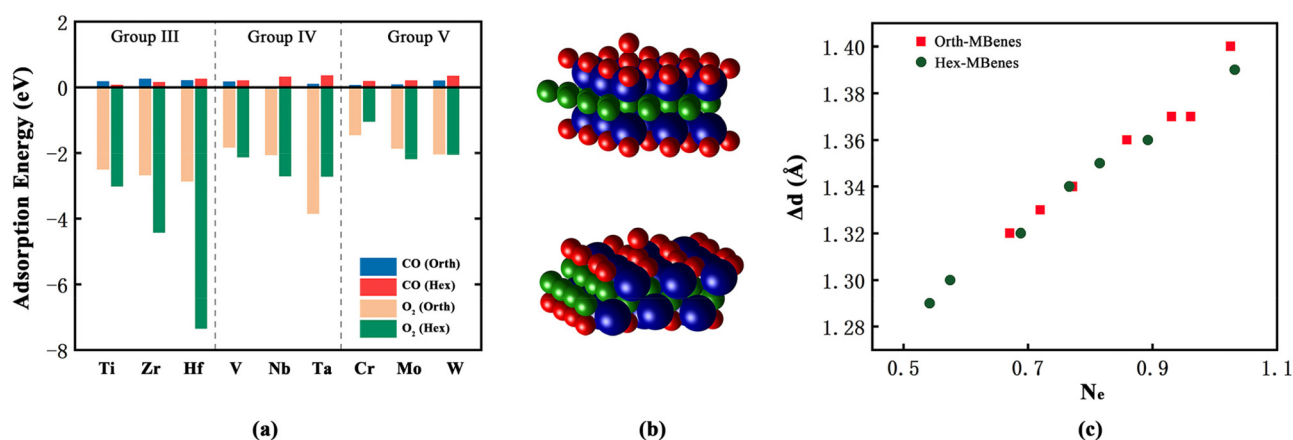 Adsorption Energy (eV)
2
0
−2
−4
−6
−8
Group III
Group IV
Group V
CO (Orth)
CO (Hex)
O₂ (Orth)
O₂ (Hex)
Ti Zr Hf V Nb Ta Cr Mo W
(a)
(b)
Δd (Å)
1.40
1.38
1.36
1.34
1.32
1.30
1.28
Orth-MBenes
Hex-MBenes
0.5 0.7 0.9 1.1
Nₑ
(c)